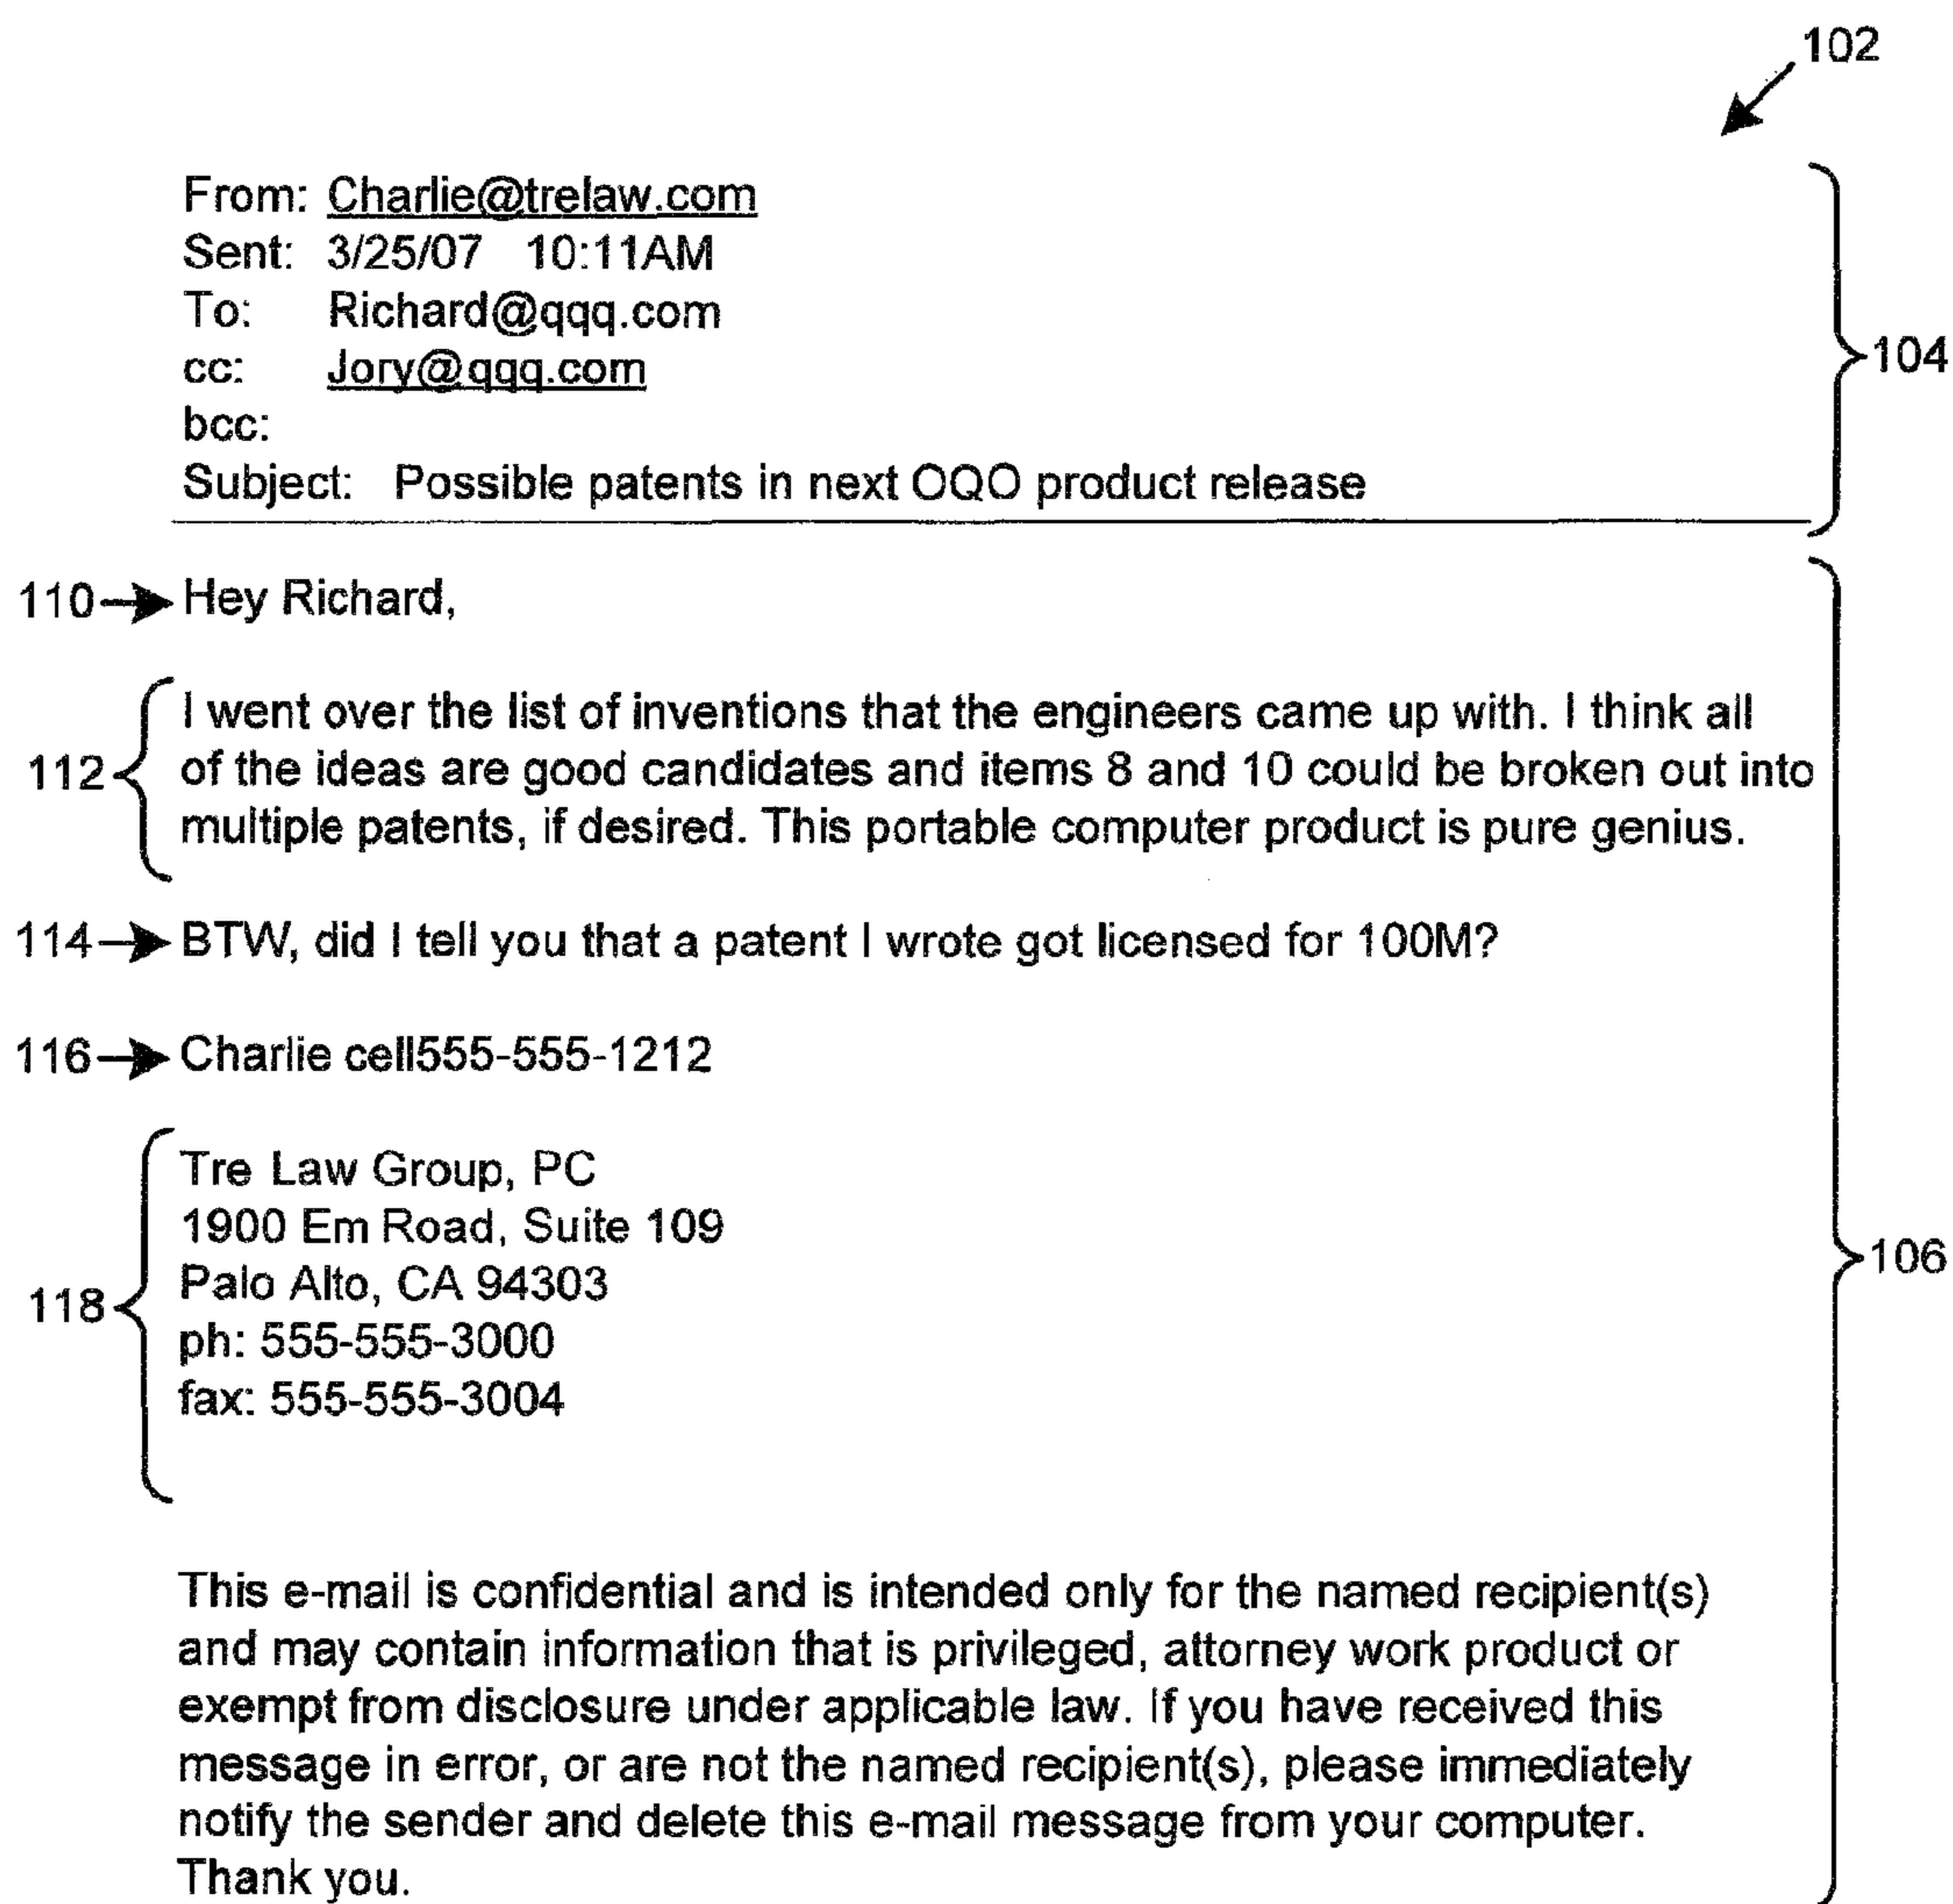 102
From: Charlie@trelaw.com
Sent: 3/25/07 10:11AM
To: Richard@qqq.com
cc: Jory@qqq.com
104
bcc:
Subject: Possible patents in next OQO product release
110 Hey Richard,
I went over the list of inventions that the engineers came up with. I think all
112 of the ideas are good candidates and items 8 and 10 could be broken out into
multiple patents, if desired. This portable computer product is pure genius.
114 BTW, did I tell you that a patent I wrote got licensed for 100M?
116 Charlie cell555-555-1212
Tre Law Group, PC
1900 Em Road, Suite 109
106
Palo Alto, CA 94303
118
ph: 555-555-3000
fax: 555-555-3004
This e-mail is confidential and is intended only for the named recipient(s)
and may contain information that is privileged, attorney work product or
exempt from disclosure under applicable law. If you have received this
message in error, or are not the named recipient(s), please immediately
notify the sender and delete this e-mail message from your computer.
Thank you.